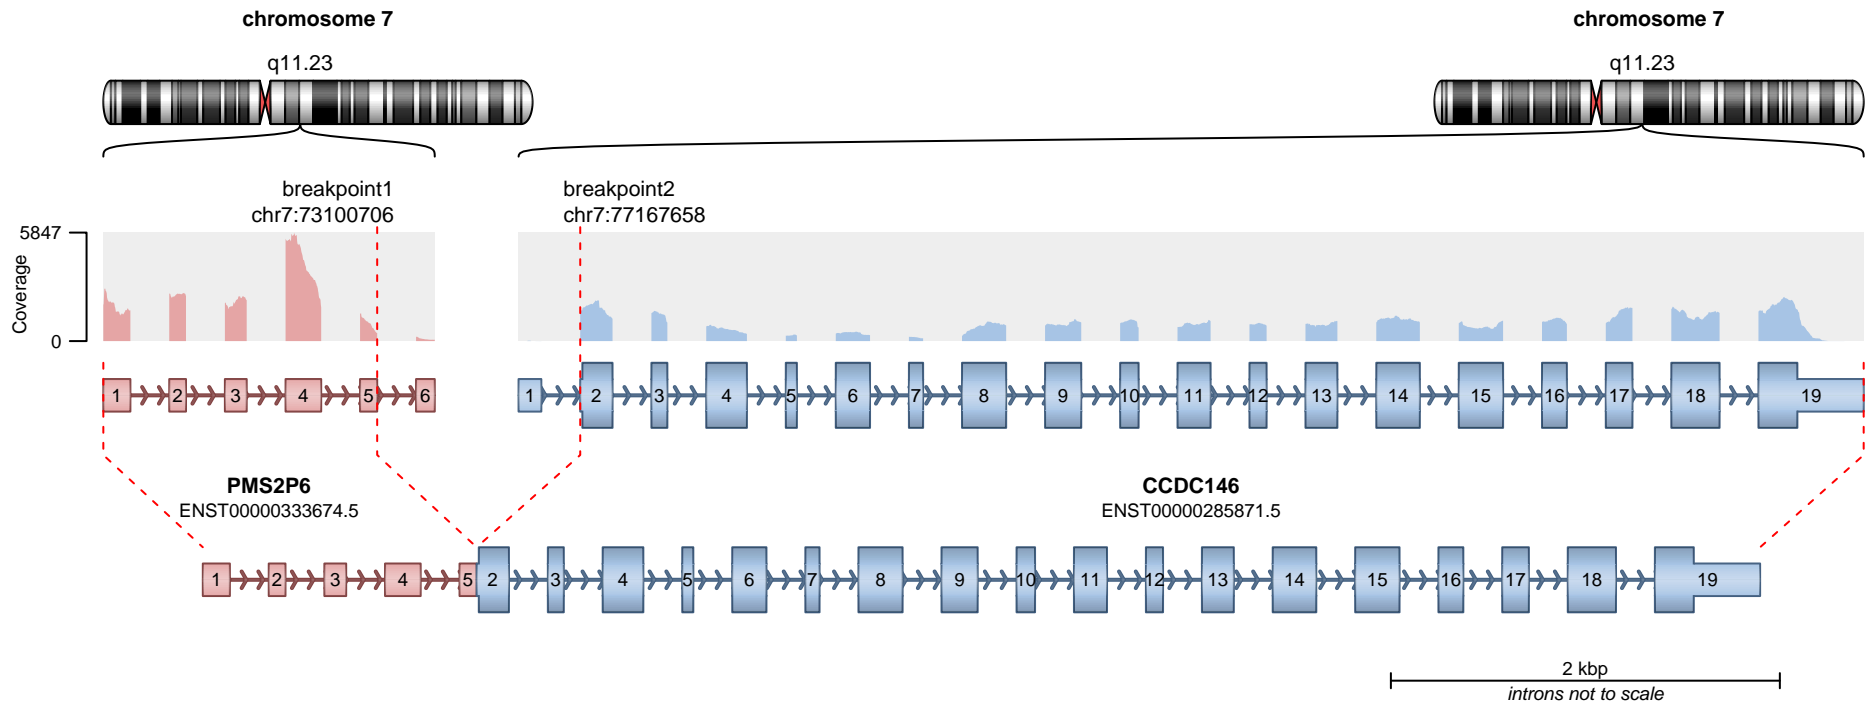 chromosome 7
chromosome 7
q11.23
q11.23
breakpoint1
chr7:73100706
breakpoint2
chr7:77167658
5847
Coverage
0
1 2 3 4 5 6
1 2 3 4 5 6 7 8 9 10 11 12 13 14 15 16 17 18 19
PMS2P6
ENST00000333674.5
CCDC146
ENST00000285871.5
1 2 3 4 5 2 3 4 5 6 7 8 9 10 11 12 13 14 15 16 17 18 19
2 kbp
introns not to scale